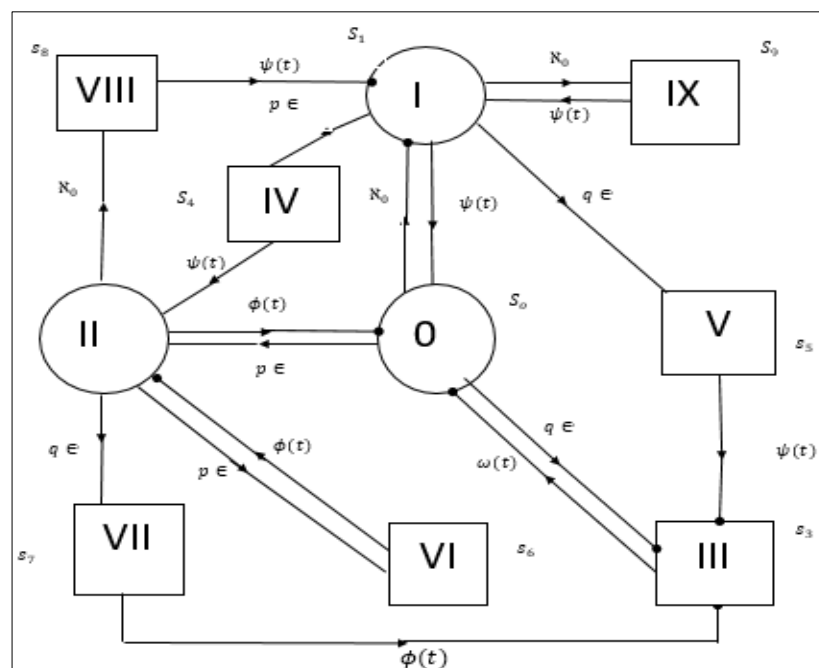 S₁
s₈
VIII
ψ(t)
p ∈
I
ℵ₀
ψ(t)
IX
S₉
ℵ₀
S₄
IV
ℵ₀
ψ(t)
q ∈
ψ(t)
ϕ(t)
II
0
Sₒ
V
s₅
p ∈
q ∈
ϕ(t)
p ∈
q ∈
ω(t)
ψ(t)
VII
s₇
VI
s₆
III
s₃
ϕ(t)